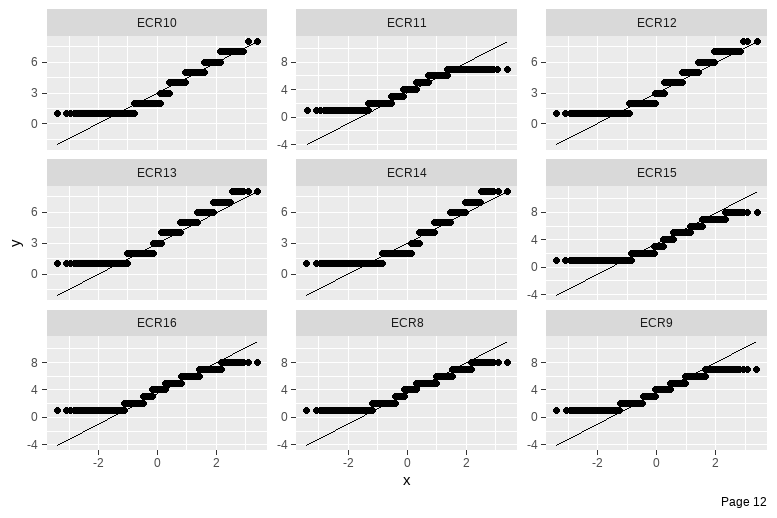 ECR10 ECR11 ECR12
6 8 6
3 4 3
0 0 0
-4
ECR13 ECR14 ECR15
6 6 8
3 3 4
0 0 0
-4
y
ECR16 ECR8 ECR9
8 8 8
4 4 4
0 0 0
-4 -4 -4
-2 0 2 -2 0 2 -2 0 2
x
Page 12